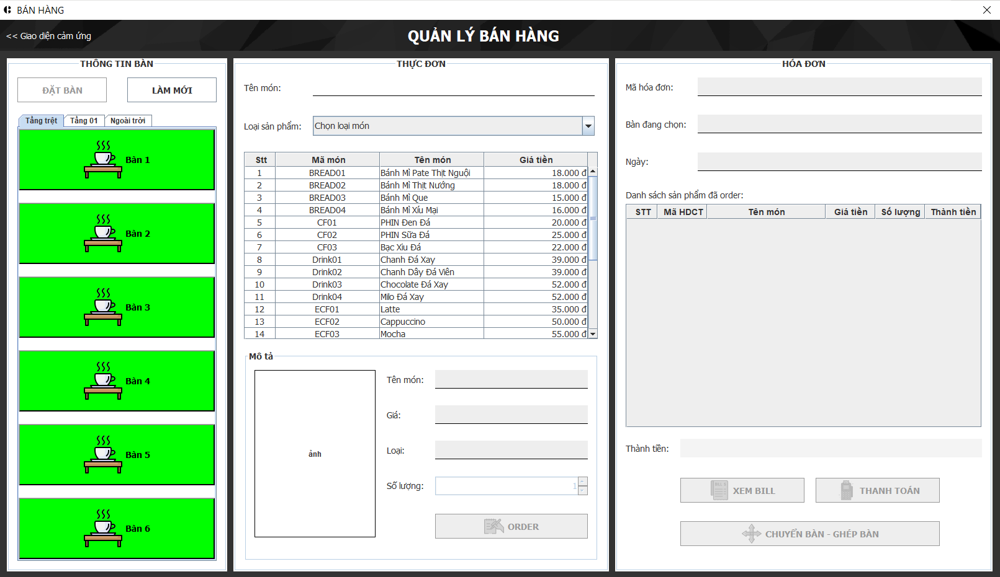 BÁN HÀNG
<< Giao diện cảm ứng
QUẢN LÝ BÁN HÀNG
THÔNG TIN BÀN
ĐẶT BÀN
LÀM MỚI
Tầng trệt
Tầng 01
Ngoài trời
Bàn 1
Bàn 2
Bàn 3
Bàn 4
Bàn 5
Bàn 6
THỰC ĐƠN
Tên món:
Loại sản phẩm: Chọn loại món
Stt Mã món Tên món Giá tiền
1 BREAD01 Bánh Mì Pate Thịt Nguội 18.000 đ
2 BREAD02 Bánh Mì Thịt Nướng 18.000 đ
3 BREAD03 Bánh Mì Que 15.000 đ
4 BREAD04 Bánh Mì Xíu Mại 16.000 đ
5 CF01 PHIN Đen Đá 20.000 đ
6 CF02 PHIN Sữa Đá 25.000 đ
7 CF03 Bạc Xỉu Đá 22.000 đ
8 Drink01 Chanh Đá Xay 39.000 đ
9 Drink02 Chanh Dây Đá Viên 39.000 đ
10 Drink03 Chocolate Đá Xay 52.000 đ
11 Drink04 Milo Đá Xay 52.000 đ
12 ECF01 Latte 35.000 đ
13 ECF02 Cappuccino 50.000 đ
14 ECF03 Mocha 55.000 đ
Mô tả
ảnh
Tên món:
Giá:
Loại:
Số lượng: 1
ORDER
HÓA ĐƠN
Mã hóa đơn:
Bàn đang chọn:
Ngày:
Danh sách sản phẩm đã order:
STT Mã HDCT Tên món Giá tiền Số lượng Thành tiền
Thành tiền:
XEM BILL
THANH TOÁN
CHUYỂN BÀN - GHÉP BÀN